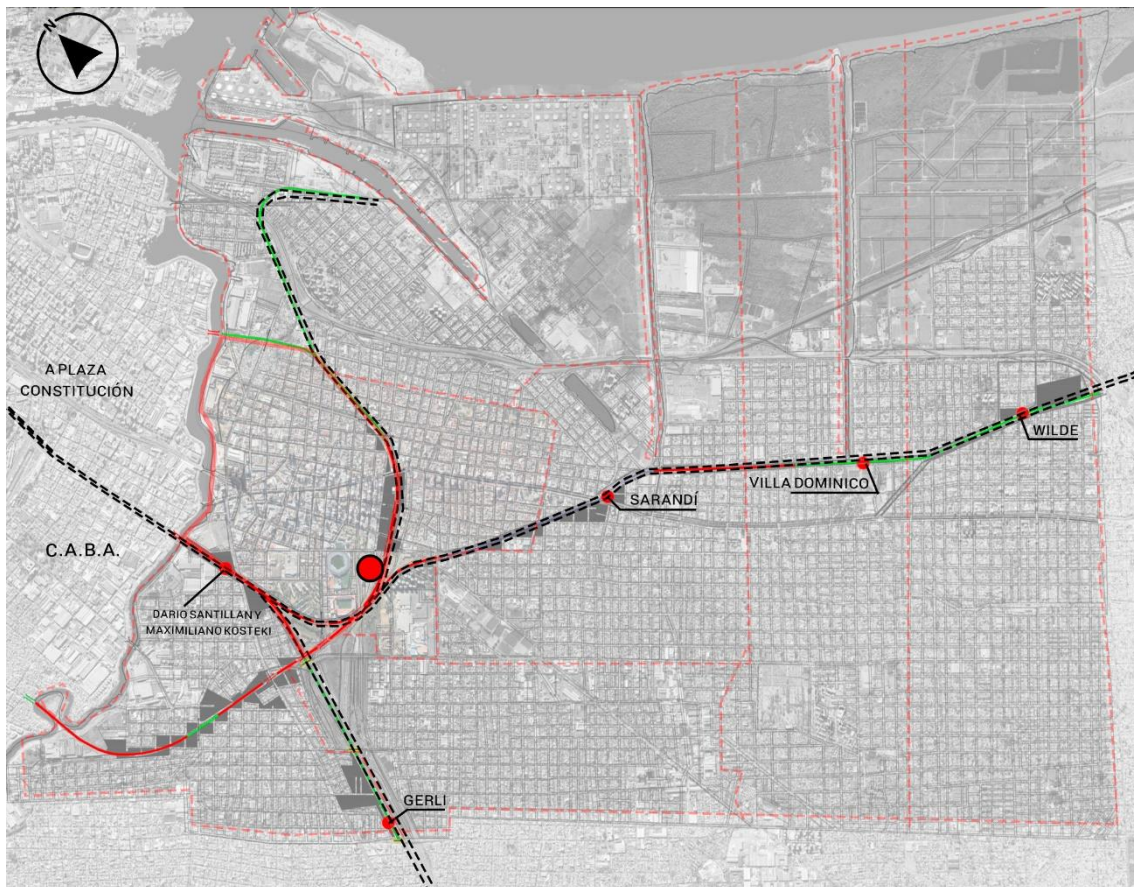 N
A PLAZA
CONSTITUCIÓN
WILDE
VILLA DOMINICO
SARANDÍ
C.A.B.A.
DARIO SANTILLAN Y
MAXIMILIANO KOSTEKI
GERLI